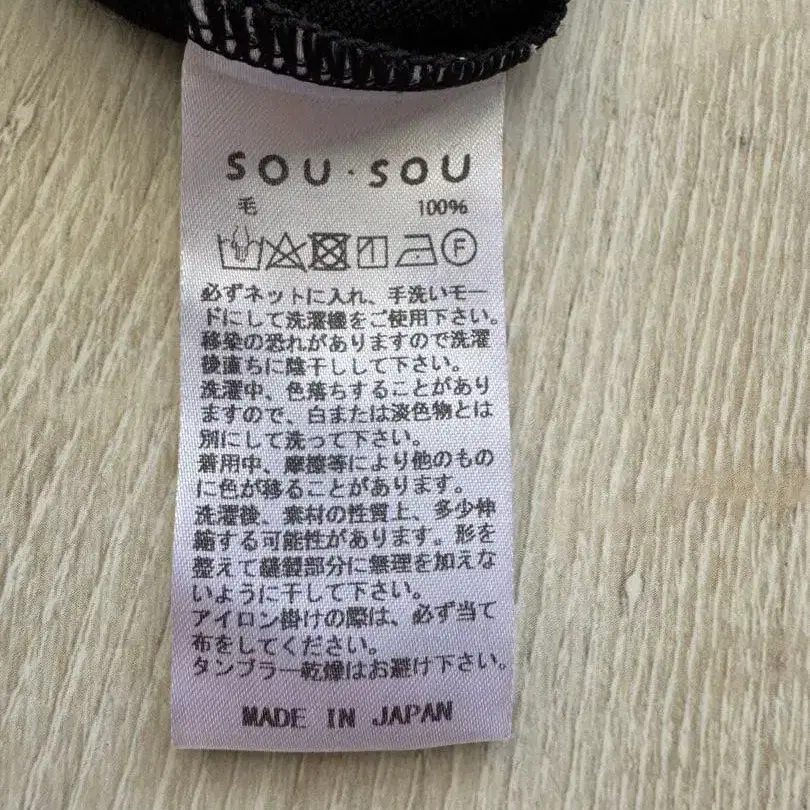 SOU・SOU
毛 100%
F
必ずネットに入れ、手洗いモー
ドにして洗濯機をご使用下さい。
移染の恐れがありますので洗濯
後直ちに陰干しして下さい。
洗濯中、色落ちすることがあり
ますので、白または淡色物とは
別にして洗って下さい。
着用中、摩擦等により他のもの
に色が移ることがあります。
洗濯後、素材の性質上、多少伸
縮する可能性があります。形を
整えて縫製部分に無理を加えな
いように干して下さい。
アイロン掛けの際は、必ず当て
布をしてください。
タンブラー乾燥はお避け下さい。
MADE IN JAPAN